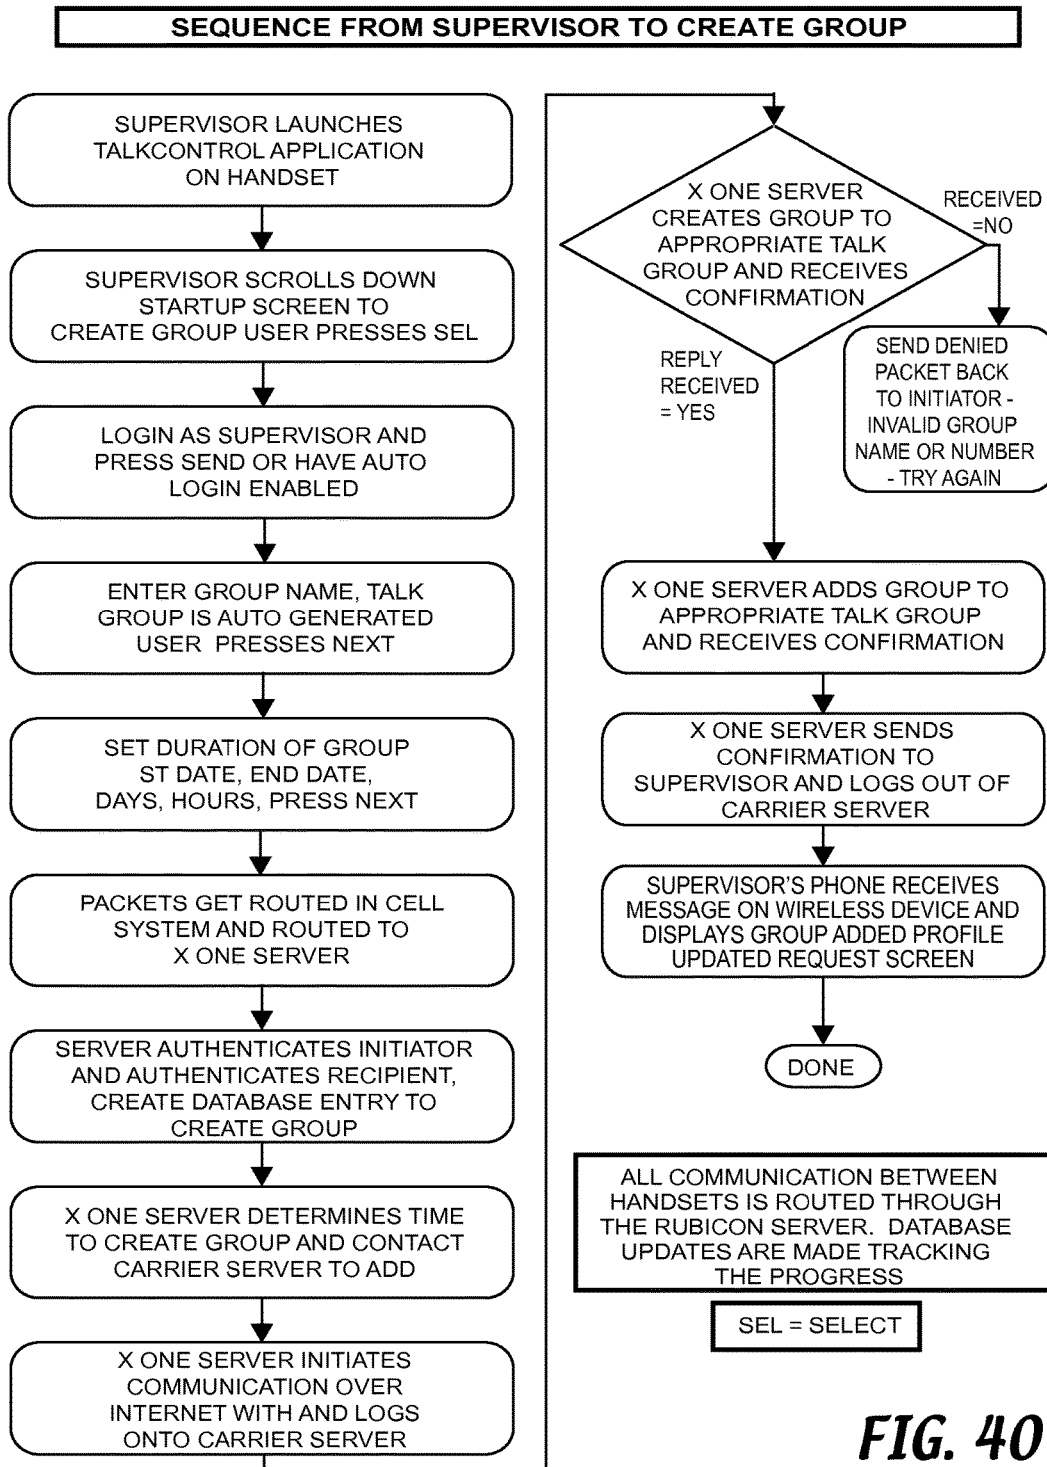 SEQUENCE FROM SUPERVISOR TO CREATE GROUP
SUPERVISOR LAUNCHES
TALKCONTROL APPLICATION
ON HANDSET
SUPERVISOR SCROLLS DOWN
STARTUP SCREEN TO
CREATE GROUP USER PRESSES SEL
LOGIN AS SUPERVISOR AND
PRESS SEND OR HAVE AUTO
LOGIN ENABLED
ENTER GROUP NAME, TALK
GROUP IS AUTO GENERATED
USER PRESSES NEXT
SET DURATION OF GROUP
ST DATE, END DATE,
DAYS, HOURS, PRESS NEXT
PACKETS GET ROUTED IN CELL
SYSTEM AND ROUTED TO
X ONE SERVER
SERVER AUTHENTICATES INITIATOR
AND AUTHENTICATES RECIPIENT,
CREATE DATABASE ENTRY TO
CREATE GROUP
X ONE SERVER DETERMINES TIME
TO CREATE GROUP AND CONTACT
CARRIER SERVER TO ADD
X ONE SERVER INITIATES
COMMUNICATION OVER
INTERNET WITH AND LOGS
ONTO CARRIER SERVER
X ONE SERVER
CREATES GROUP TO
APPROPRIATE TALK
GROUP AND RECEIVES
CONFIRMATION
RECEIVED
=NO
SEND DENIED
PACKET BACK
TO INITIATOR -
INVALID GROUP
NAME OR NUMBER
- TRY AGAIN
REPLY
RECEIVED
= YES
X ONE SERVER ADDS GROUP TO
APPROPRIATE TALK GROUP
AND RECEIVES CONFIRMATION
X ONE SERVER SENDS
CONFIRMATION TO
SUPERVISOR AND LOGS OUT OF
CARRIER SERVER
SUPERVISOR'S PHONE RECEIVES
MESSAGE ON WIRELESS DEVICE AND
DISPLAYS GROUP ADDED PROFILE
UPDATED REQUEST SCREEN
DONE
ALL COMMUNICATION BETWEEN
HANDSETS IS ROUTED THROUGH
THE RUBICON SERVER. DATABASE
UPDATES ARE MADE TRACKING
THE PROGRESS
SEL = SELECT
FIG. 40